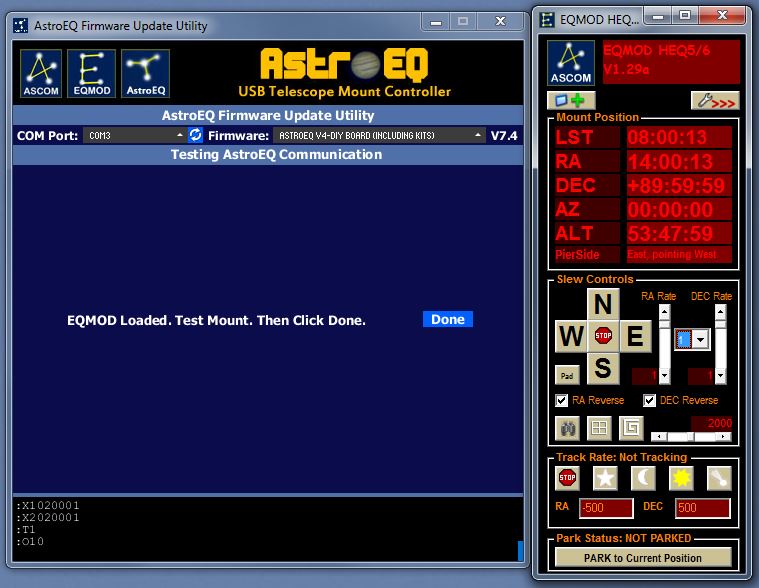 AstroEQ Firmware Update Utility
ASCOM
EQMOD
AstroEQ
AstrEQ
USB Telescope Mount Controller
AstroEQ Firmware Update Utility
COM Port: COM3 Firmware: ASTROEQ V4-DIY BOARD (INCLUDING KITS) V7.4
Testing AstroEQ Communication
EQMOD Loaded. Test Mount. Then Click Done. Done
:X1020001
:X2020001
:T1
:O10
EQMOD HEQ...
ASCOM
EQMOD HEQ5/6
V1.29a
>>>
Mount Position
LST 08:00:13
RA 14:00:13
DEC +89:59:59
AZ 00:00:00
ALT 53:47:59
PierSide East, pointing West
Slew Controls
RA Rate DEC Rate
N
W STOP E
S
1
Pad
1 1
RA Reverse DEC Reverse
2000
Track Rate: Not Tracking
STOP
RA -500 DEC 500
Park Status: NOT PARKED
PARK to Current Position